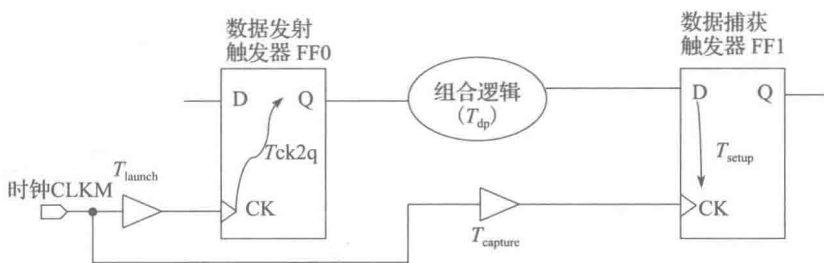 数据发射
触发器 FF0
数据捕获
触发器 FF1
D
Q
组合逻辑
(T_dp)
D
Q
Tck2q
T_setup
T_launch
时钟CLKM
CK
T_capture
CK